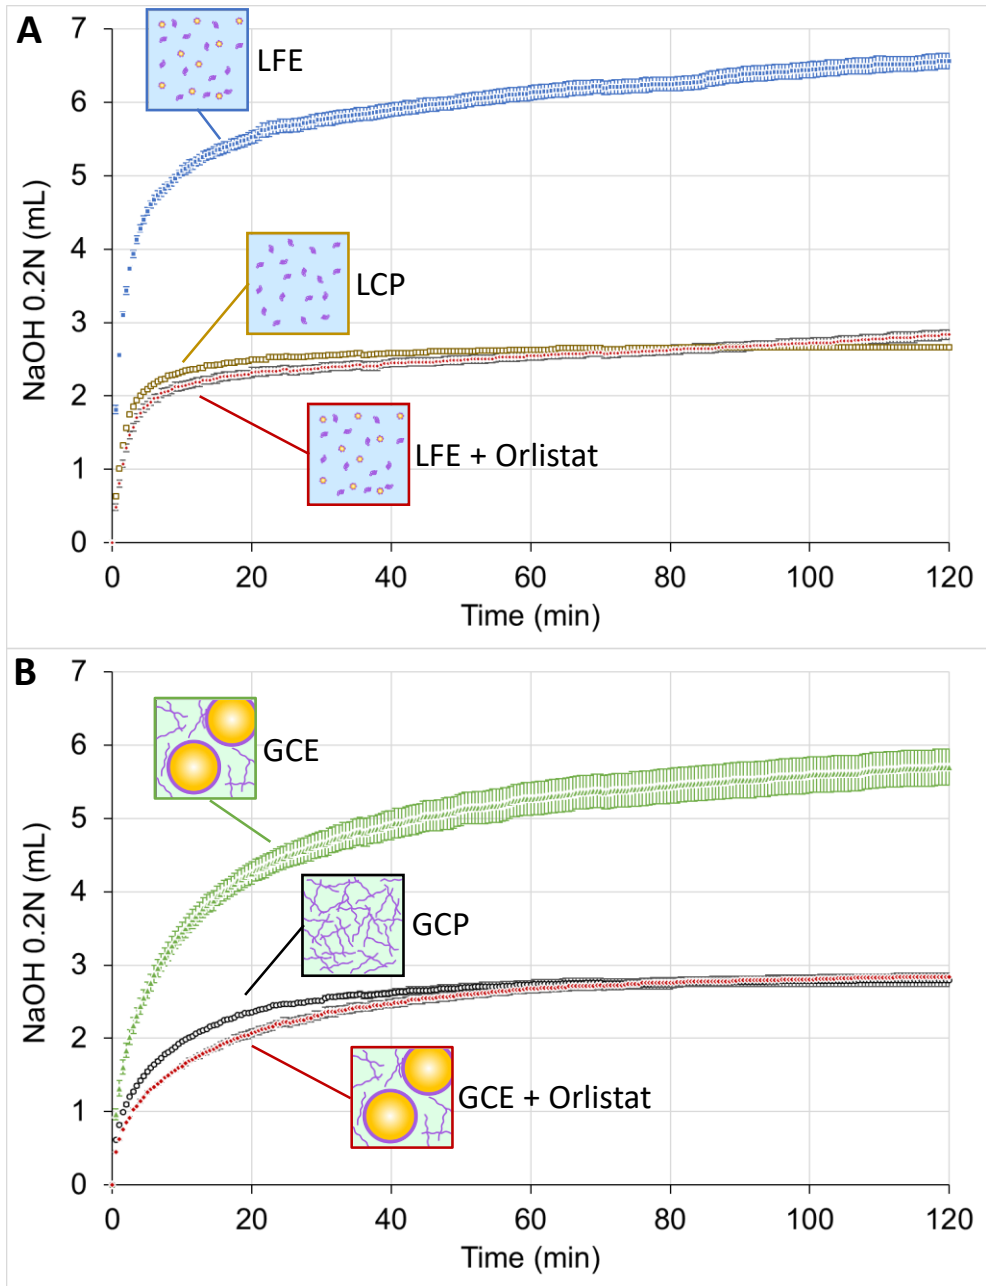 A
7
6
5
4
3
2
1
0
NaOH 0.2N (mL)
LFE
LCP
LFE + Orlistat
0 20 40 60 80 100 120
Time (min)
B
7
6
5
4
3
2
1
0
NaOH 0.2N (mL)
GCE
GCP
GCE + Orlistat
0 20 40 60 80 100 120
Time (min)